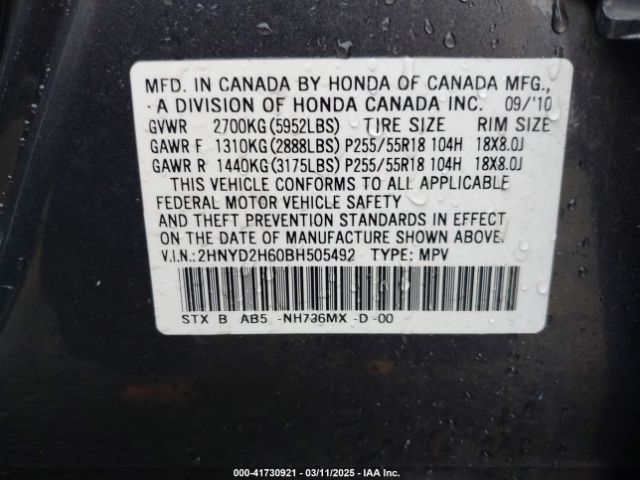 MFD. IN CANADA BY HONDA OF CANADA MFG.,
A DIVISION OF HONDA CANADA INC. 09/'10
GVWR 2700KG(5952LBS) TIRE SIZE RIM SIZE
GAWR F 1310KG(2888LBS) P255/55R18 104H 18X8.0J
GAWR R 1440KG(3175LBS) P255/55R18 104H 18X8.0J
THIS VEHICLE CONFORMS TO ALL APPLICABLE
FEDERAL MOTOR VEHICLE SAFETY
AND THEFT PREVENTION STANDARDS IN EFFECT
ON THE DATE OF MANUFACTURE SHOWN ABOVE.
V.I.N.: 2HNYD2H60BH505492 TYPE: MPV
STX B AB5 -NH736MX -D -00
000-41730921 / 03/11/2025 / IAAI.COM